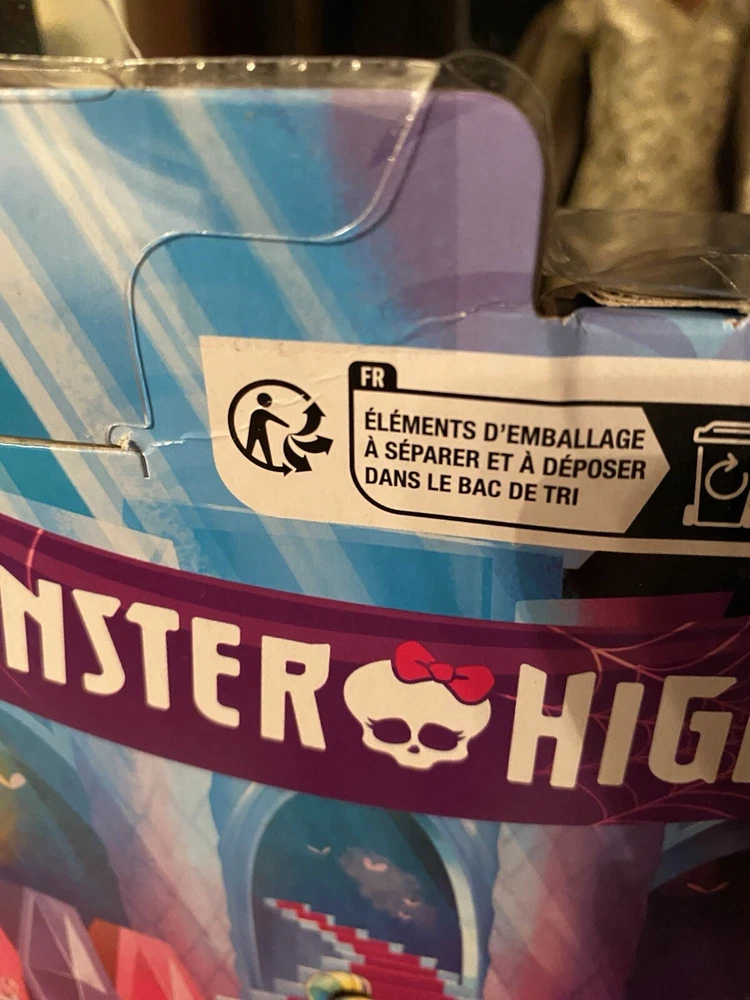 FR
ÉLÉMENTS D'EMBALLAGE
À SÉPARER ET À DÉPOSER
DANS LE BAC DE TRI
NSTER HIG